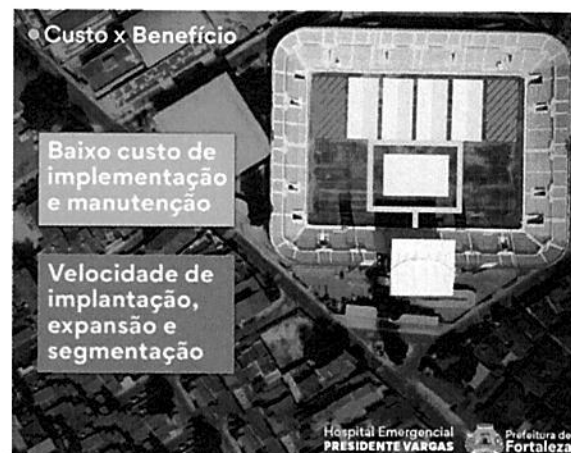 Custo x Benefício
Baixo custo de
implementação
e manutenção
Velocidade de
implantação,
expansão e
segmentação
Hospital Emergencial
PRESIDENTE VARGAS
Prefeitura de
Fortaleza